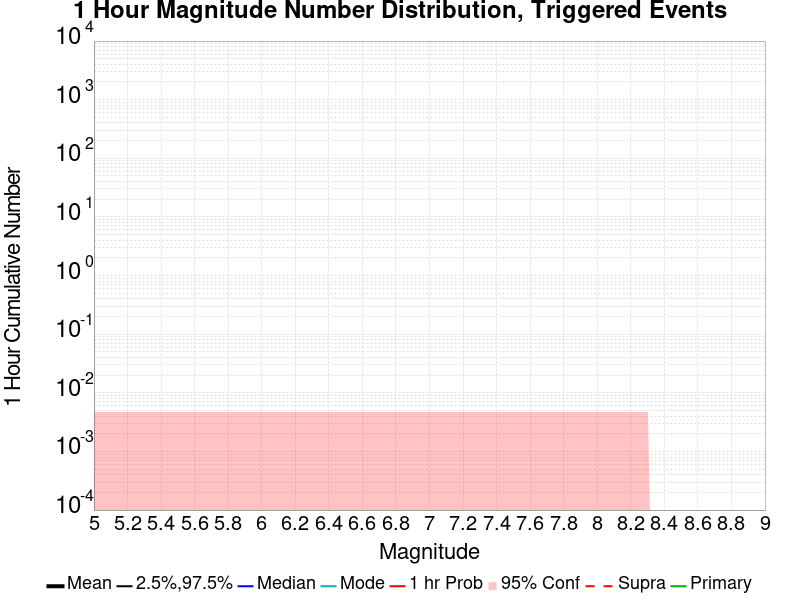 1 Hour Magnitude Number Distribution, Triggered Events
1 Hour Cumulative Number
10^4
10^3
10^2
10^1
10^0
10^-1
10^-2
10^-3
10^-4
5 5.2 5.4 5.6 5.8 6 6.2 6.4 6.6 6.8 7 7.2 7.4 7.6 7.8 8 8.2 8.4 8.6 8.8 9
Magnitude
Mean 2.5%,97.5% Median Mode 1 hr Prob 95% Conf Supra Primary